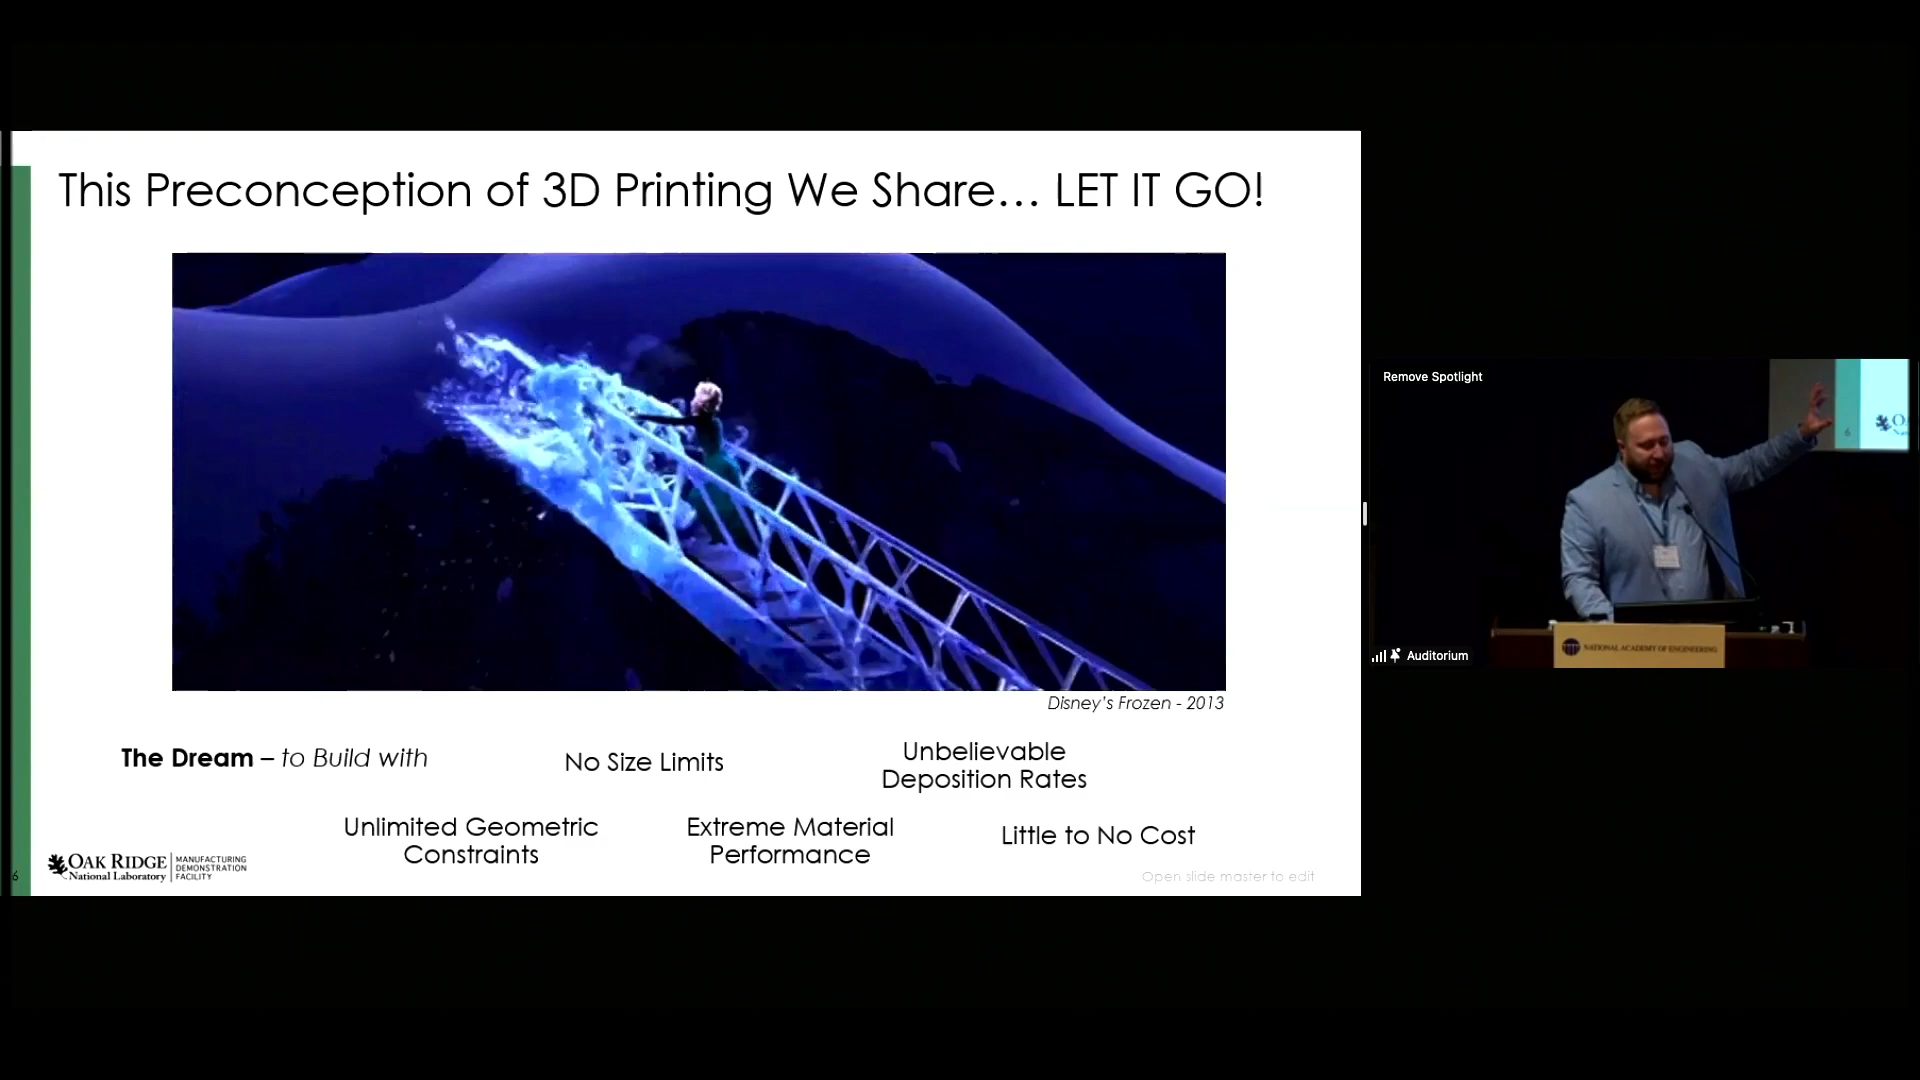 This Preconception of 3D Printing We Share... LET IT GO!
Disney's Frozen - 2013
The Dream – to Build with
No Size Limits
Unbelievable
Deposition Rates
Unlimited Geometric
Constraints
Extreme Material
Performance
Little to No Cost
6
OAK RIDGE
National Laboratory
MANUFACTURING
DEMONSTRATION
FACILITY
Open slide master to edit
Remove Spotlight
6
NATIONAL ACADEMY OF ENGINEERING
Auditorium